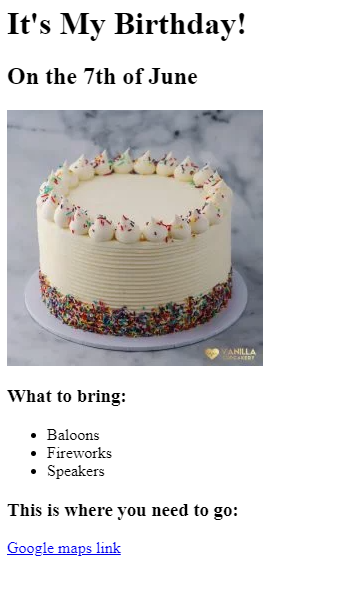 It's My Birthday!
On the 7th of June
VANILLA
What to bring:
Baloons
Fireworks
Speakers
This is where you need to go:
Google maps link